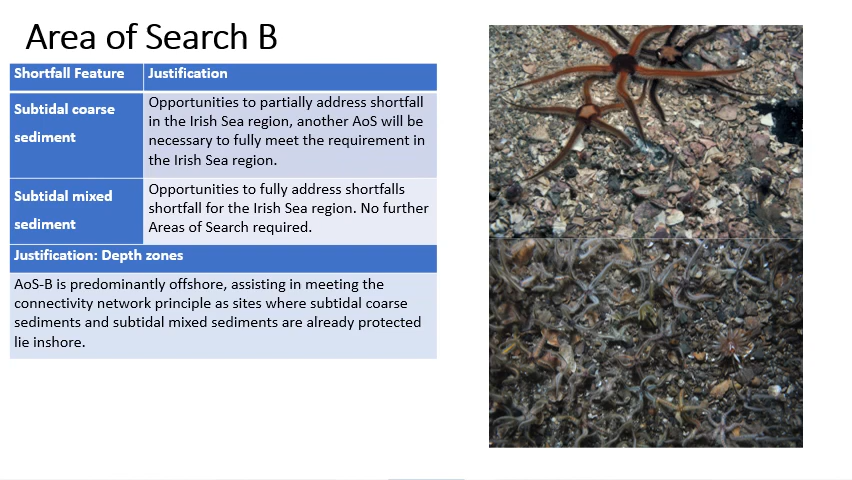 Area of Search B
Shortfall Feature
Justification
Subtidal coarse
sediment
Opportunities to partially address shortfall
in the Irish Sea region, another AoS will be
necessary to fully meet the requirement in
the Irish Sea region.
Subtidal mixed
sediment
Opportunities to fully address shortfalls
shortfall for the Irish Sea region. No further
Areas of Search required.
Justification: Depth zones
AoS-B is predominantly offshore, assisting in meeting the
connectivity network principle as sites where subtidal coarse
sediments and subtidal mixed sediments are already protected
lie inshore.